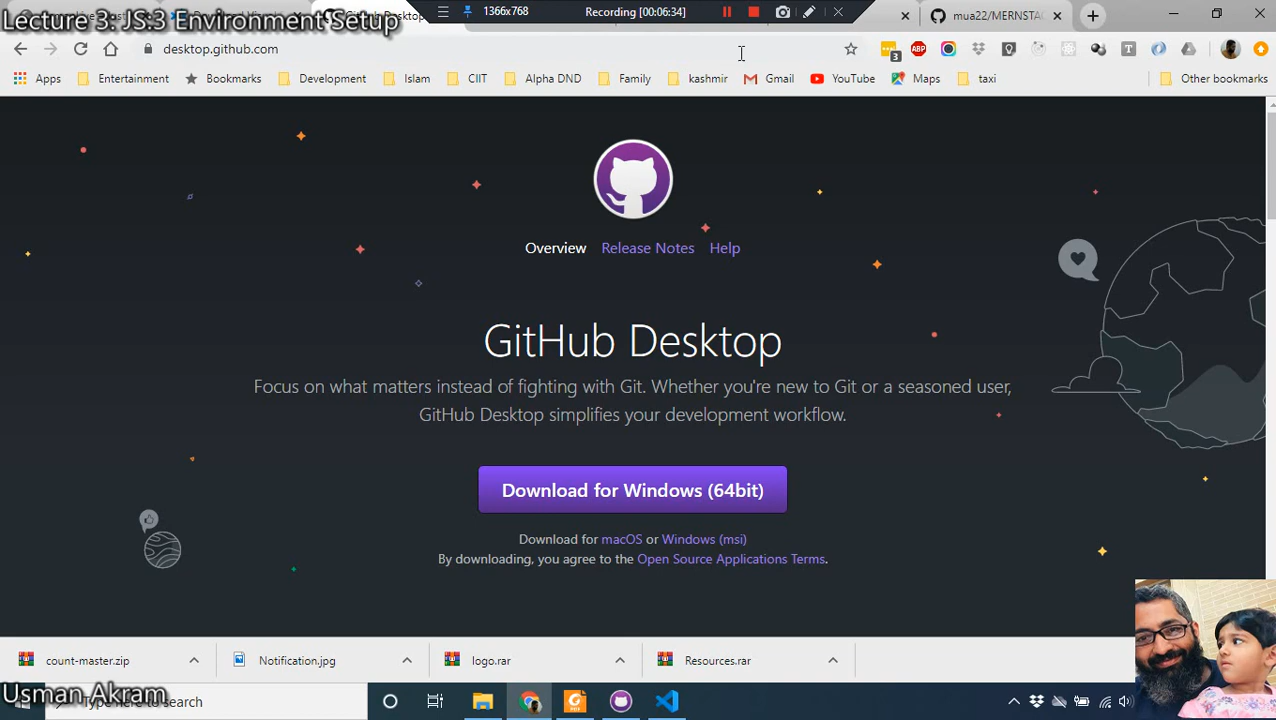 Lecture 3: JS:3 Environment Setup
1366x768
Recording [00:06:34]
mua22/MERNSTAC
desktop.github.com
3
ABP
Apps
Entertainment
Bookmarks
Development
Islam
CIIT
Alpha DND
Family
kashmir
Gmail
YouTube
Maps
taxi
Other bookmarks
Overview
Release Notes
Help
GitHub Desktop
Focus on what matters instead of fighting with Git. Whether you're new to Git or a seasoned user,
GitHub Desktop simplifies your development workflow.
Download for Windows (64bit)
Download for macOS or Windows (msi)
By downloading, you agree to the Open Source Applications Terms.
count-master.zip
Notification.jpg
logo.rar
Resources.rar
Usman Akram
Type here to search